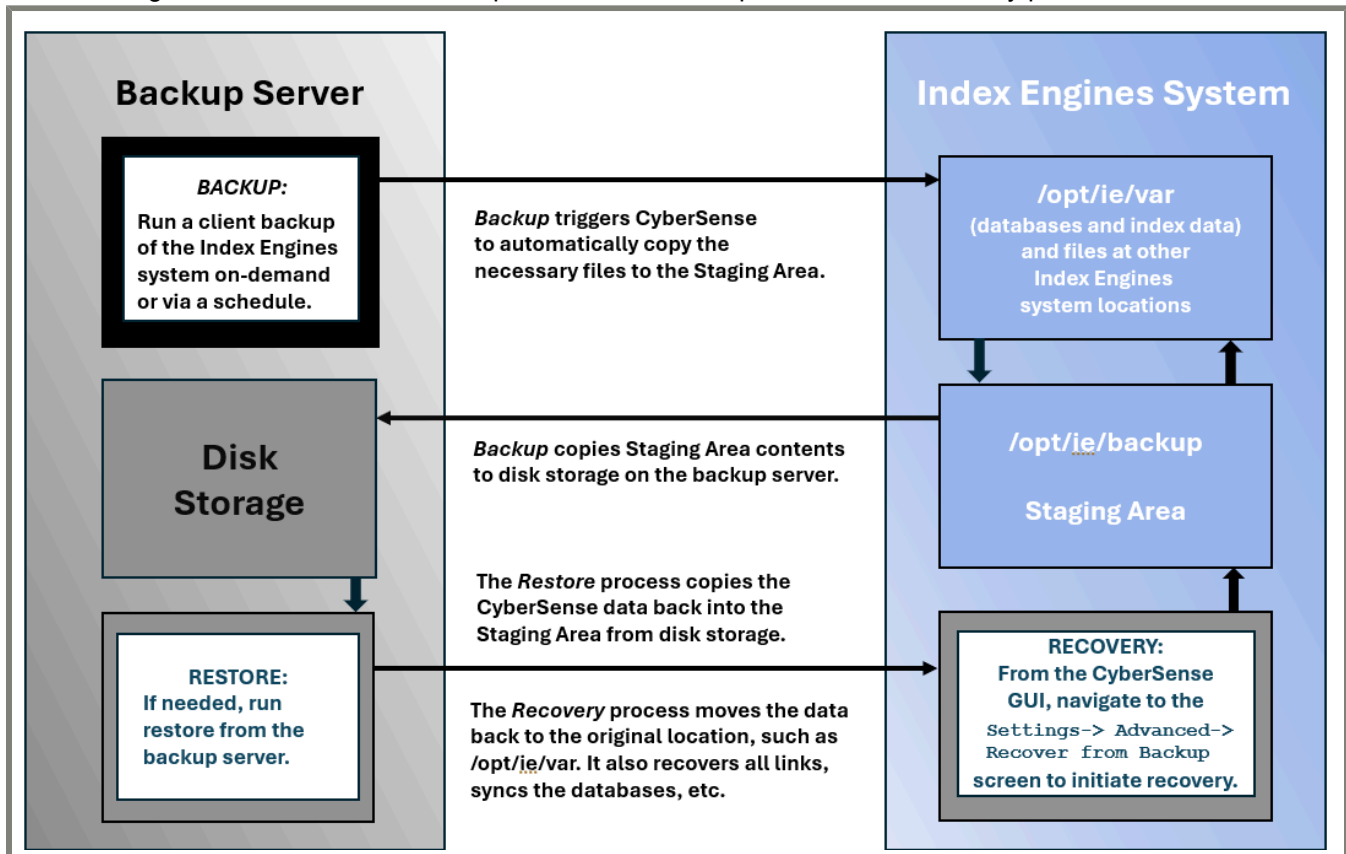 Backup Server
BACKUP:
Run a client backup
of the Index Engines
system on-demand
or via a schedule.
Disk
Storage
RESTORE:
If needed, run
restore from the
backup server.
Backup triggers CyberSense
to automatically copy the
necessary files to the Staging Area.
Backup copies Staging Area contents
to disk storage on the backup server.
The Restore process copies the
CyberSense data back into the
Staging Area from disk storage.
The Recovery process moves the data
back to the original location, such as
/opt/ie/var. It also recovers all links,
syncs the databases, etc.
Index Engines System
/opt/ie/var
(databases and index data)
and files at other
Index Engines
system locations
/opt/ie/backup
Staging Area
RECOVERY:
From the CyberSense
GUI, navigate to the
Settings-> Advanced->
Recover from Backup
screen to initiate recovery.